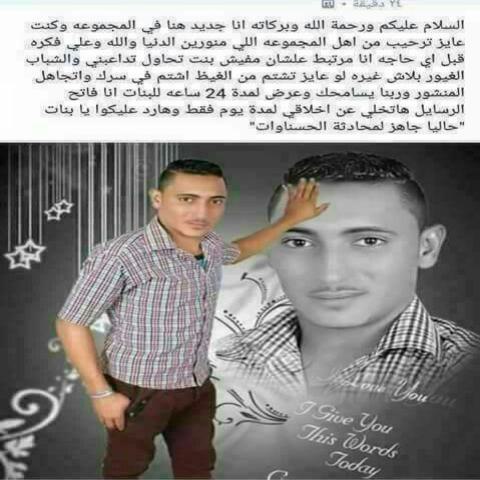 ٢٤ دقيقة •
السلام عليكم ورحمة الله وبركاته انا جديد هنا في المجموعه وكنت
عايز ترحيب من اهل المجموعه اللي منورين الدنيا والله وعلي فكره
قبل اي حاجه انا مرتبط علشان مفيش بنت تحاول تداعبني والشباب
الغيور بلاش غيره لو عايز تشتم من الغيظ اشتم في سرك واتجاهل
المنشور وربنا يسامحك وعرض لمدة 24 ساعه للبنات انا فاتح
الرسايل هاتخلي عن اخلاقي لمدة يوم فقط وهارد عليكوا يا بنات
"حاليا جاهز لمحادثة الحسناوات"
You
I Give You
This Words
Today